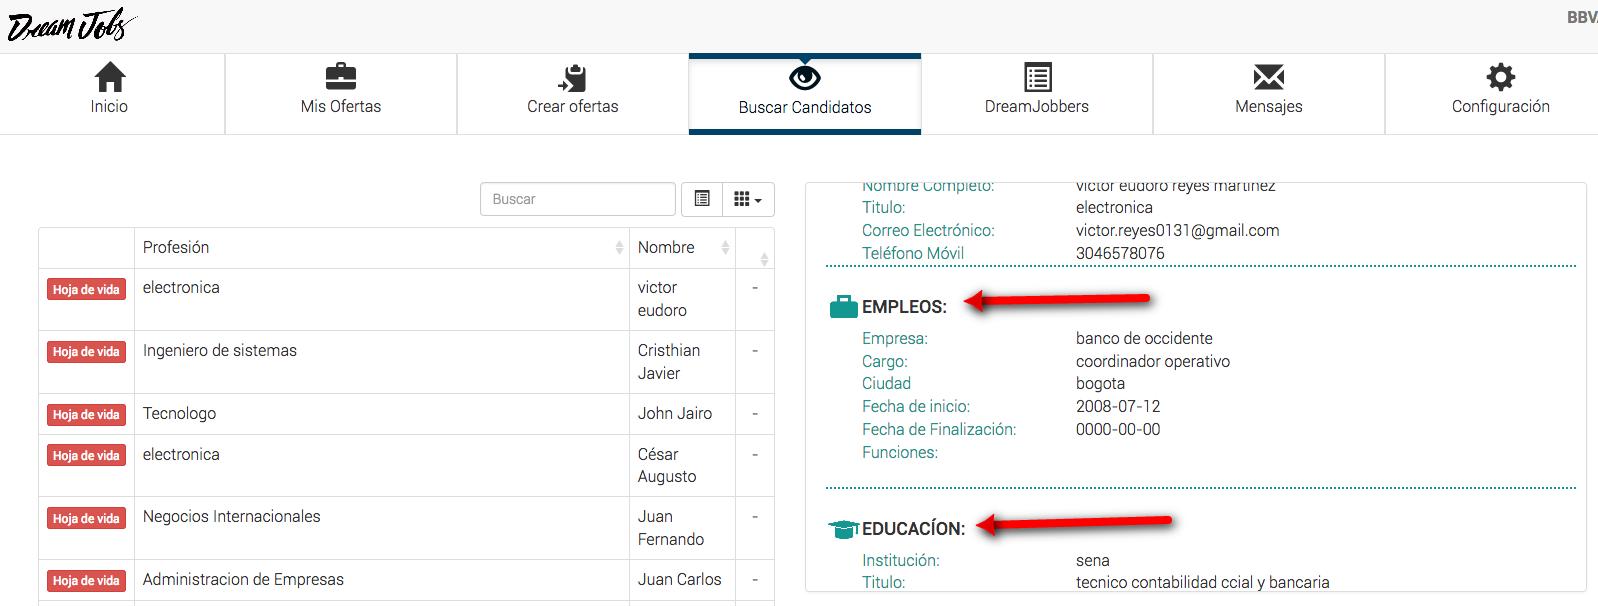 Dream Jobs
BBVA
Inicio
Mis Ofertas
Crear ofertas
Buscar Candidatos
DreamJobbers
Mensajes
Configuración
Buscar
Profesión Nombre
Hoja de vida electronica victor eudoro -
Hoja de vida Ingeniero de sistemas Cristhian Javier -
Hoja de vida Tecnologo John Jairo -
Hoja de vida electronica César Augusto -
Hoja de vida Negocios Internacionales Juan Fernando -
Hoja de vida Administracion de Empresas Juan Carlos -
Nombre Completo: victor eudoro reyes martinez
Titulo: electronica
Correo Electrónico: victor.reyes0131@gmail.com
Teléfono Móvil 3046578076
EMPLEOS:
Empresa: banco de occidente
Cargo: coordinador operativo
Ciudad bogota
Fecha de inicio: 2008-07-12
Fecha de Finalización: 0000-00-00
Funciones:
EDUCACÍON:
Institución: sena
Titulo: tecnico contabilidad ccial y bancaria